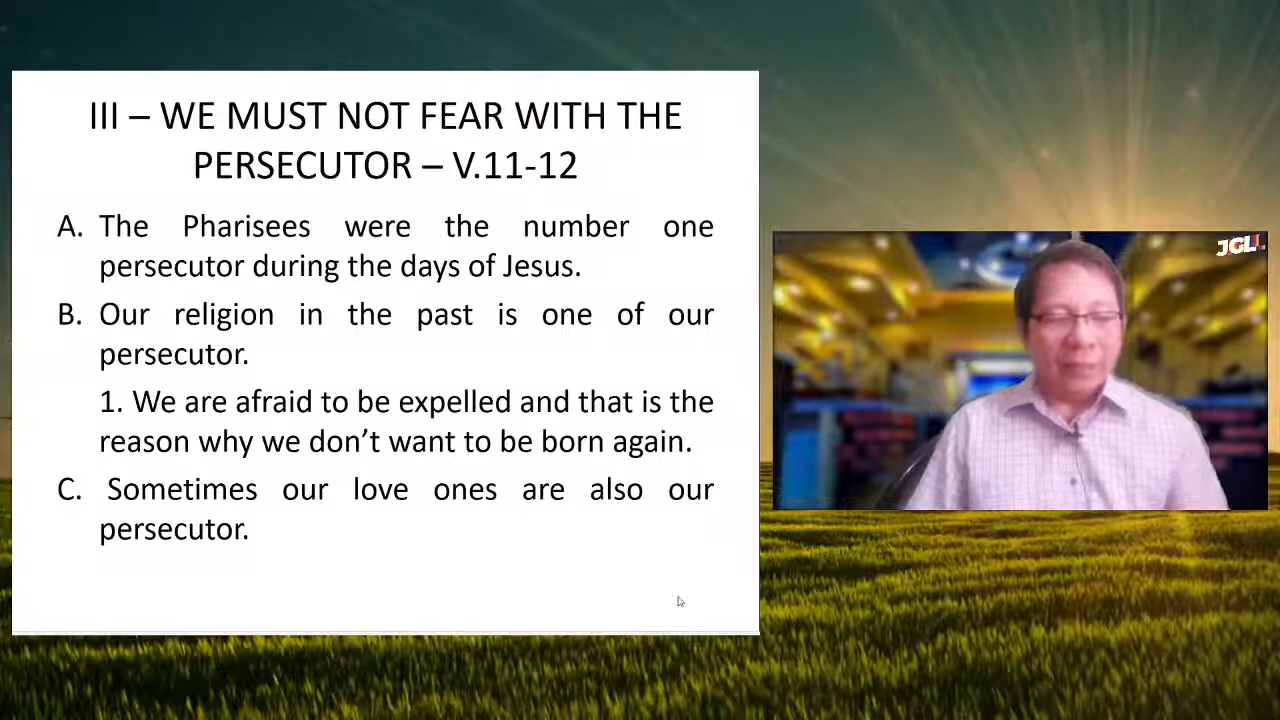 III – WE MUST NOT FEAR WITH THE
PERSECUTOR – V.11-12
A. The Pharisees were the number one
persecutor during the days of Jesus.
B. Our religion in the past is one of our
persecutor.
1. We are afraid to be expelled and that is the
reason why we don’t want to be born again.
C. Sometimes our love ones are also our
persecutor.
JGLI.